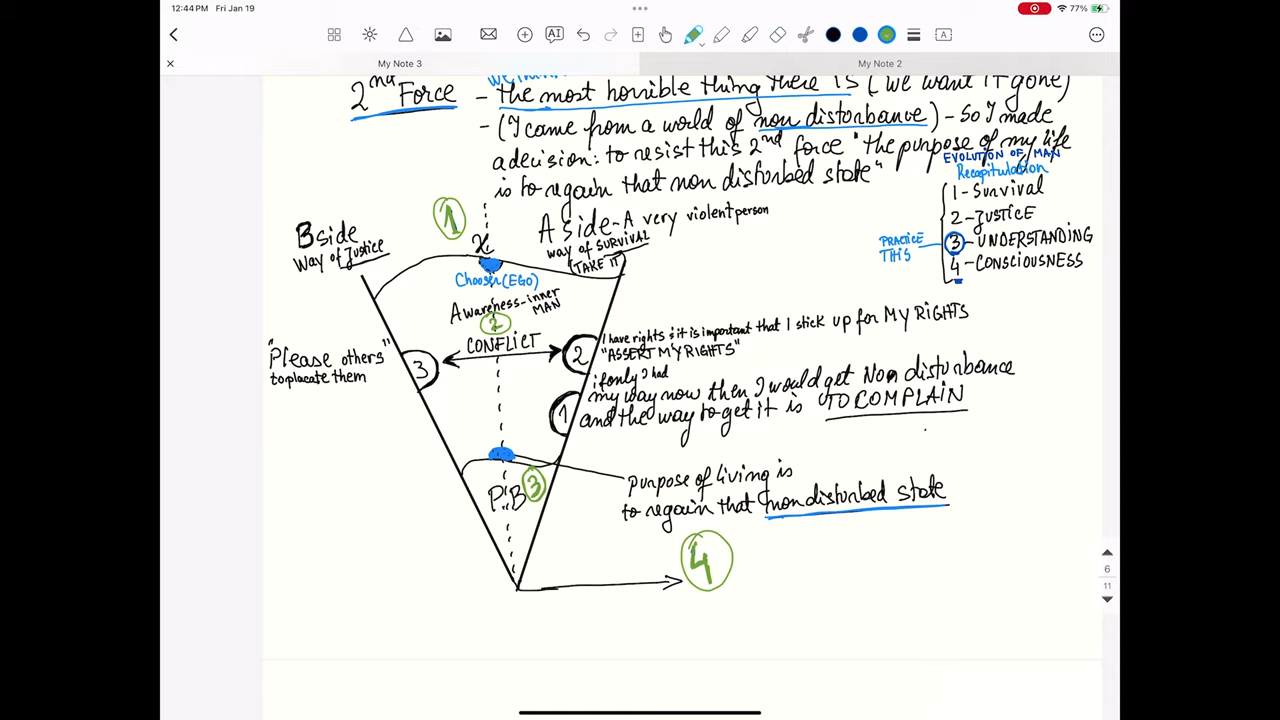 12:44 PM Fri Jan 19
77%
My Note 3
My Note 2
2nd Force - the most horrible thing there is (we want it gone)
- (I came from a world of non disturbance) - So I made
a decision: to resist this 2nd force "the purpose of my life
is to regain that non disturbed state"
EVOLUTION OF MAN
Recapitulation
1 - Survival
2 - JUSTICE
3 - UNDERSTANDING
4 - CONSCIOUSNESS
PRACTICE
THIS
1
B side
Way of Justice
X
A side - A very violent person
way of SURVIVAL
(TAKE IT)
Chooser (EGO)
Awareness - inner
MAN
2
CONFLICT
"Please others"
to placate them
3
2
I have rights & it is important that I stick up for MY RIGHTS
"ASSERT MY RIGHTS"
if only I had
my way now then I would get Non disturbance
1
and the way to get it is TO COMPLAIN
P.B
3
purpose of living is
to regain that non disturbed state
4
6
11